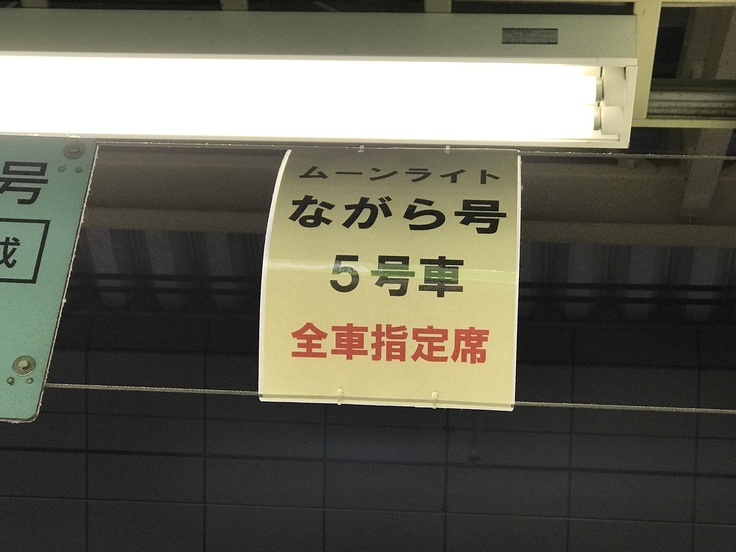 号
成
ムーンライト
ながら号
5号車
全車指定席